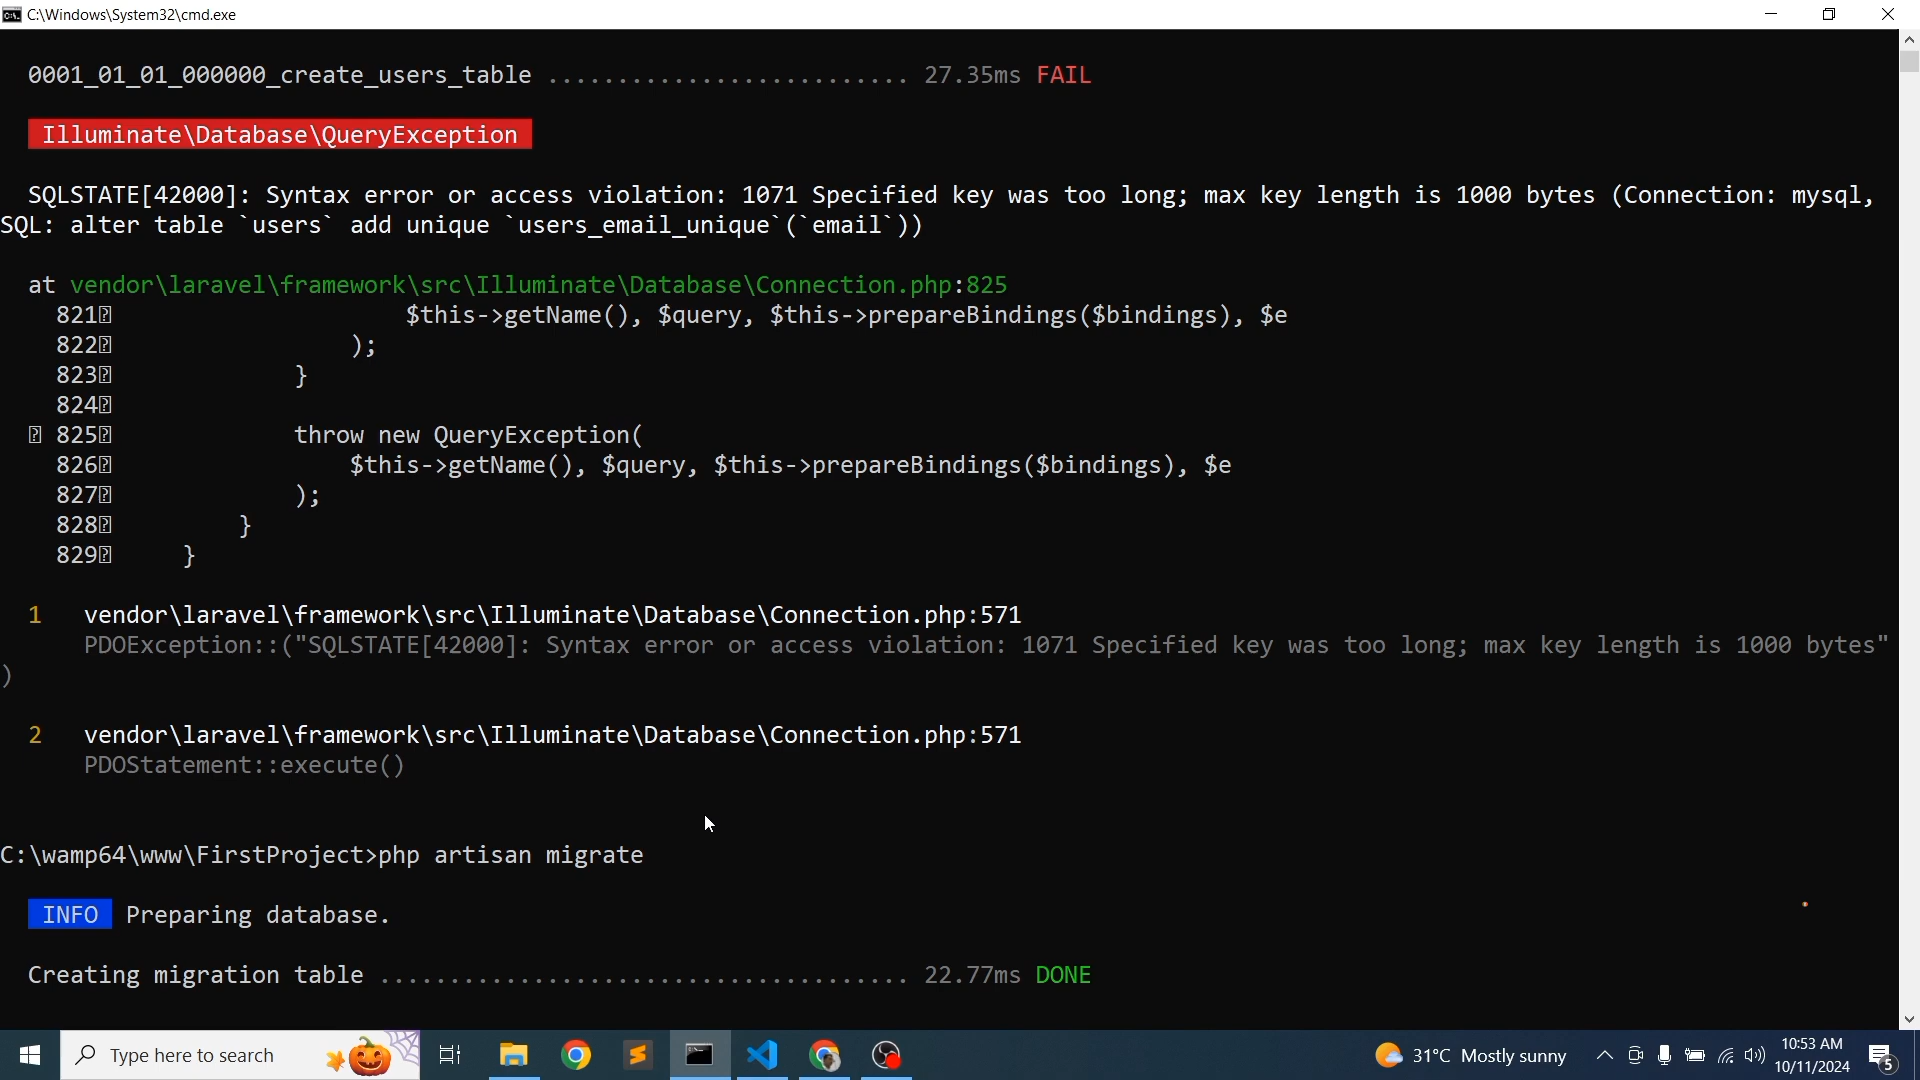 C:\Windows\System32\cmd.exe
0001_01_01_000000_create_users_table .......................... 27.35ms FAIL
Illuminate\Database\QueryException
SQLSTATE[42000]: Syntax error or access violation: 1071 Specified key was too long; max key length is 1000 bytes (Connection: mysql,
SQL: alter table `users` add unique `users_email_unique`(`email`))
at vendor\laravel\framework\src\Illuminate\Database\Connection.php:825
821 $this->getName(), $query, $this->prepareBindings($bindings), $e
822 );
823 }
824
825 throw new QueryException(
826 $this->getName(), $query, $this->prepareBindings($bindings), $e
827 );
828 }
829 }
1 vendor\laravel\framework\src\Illuminate\Database\Connection.php:571
PDOException::("SQLSTATE[42000]: Syntax error or access violation: 1071 Specified key was too long; max key length is 1000 bytes"
)
2 vendor\laravel\framework\src\Illuminate\Database\Connection.php:571
PDOStatement::execute()
C:\wamp64\www\FirstProject>php artisan migrate
INFO Preparing database.
Creating migration table ...................................... 22.77ms DONE
Type here to search
31°C Mostly sunny
10:53 AM
10/11/2024
5